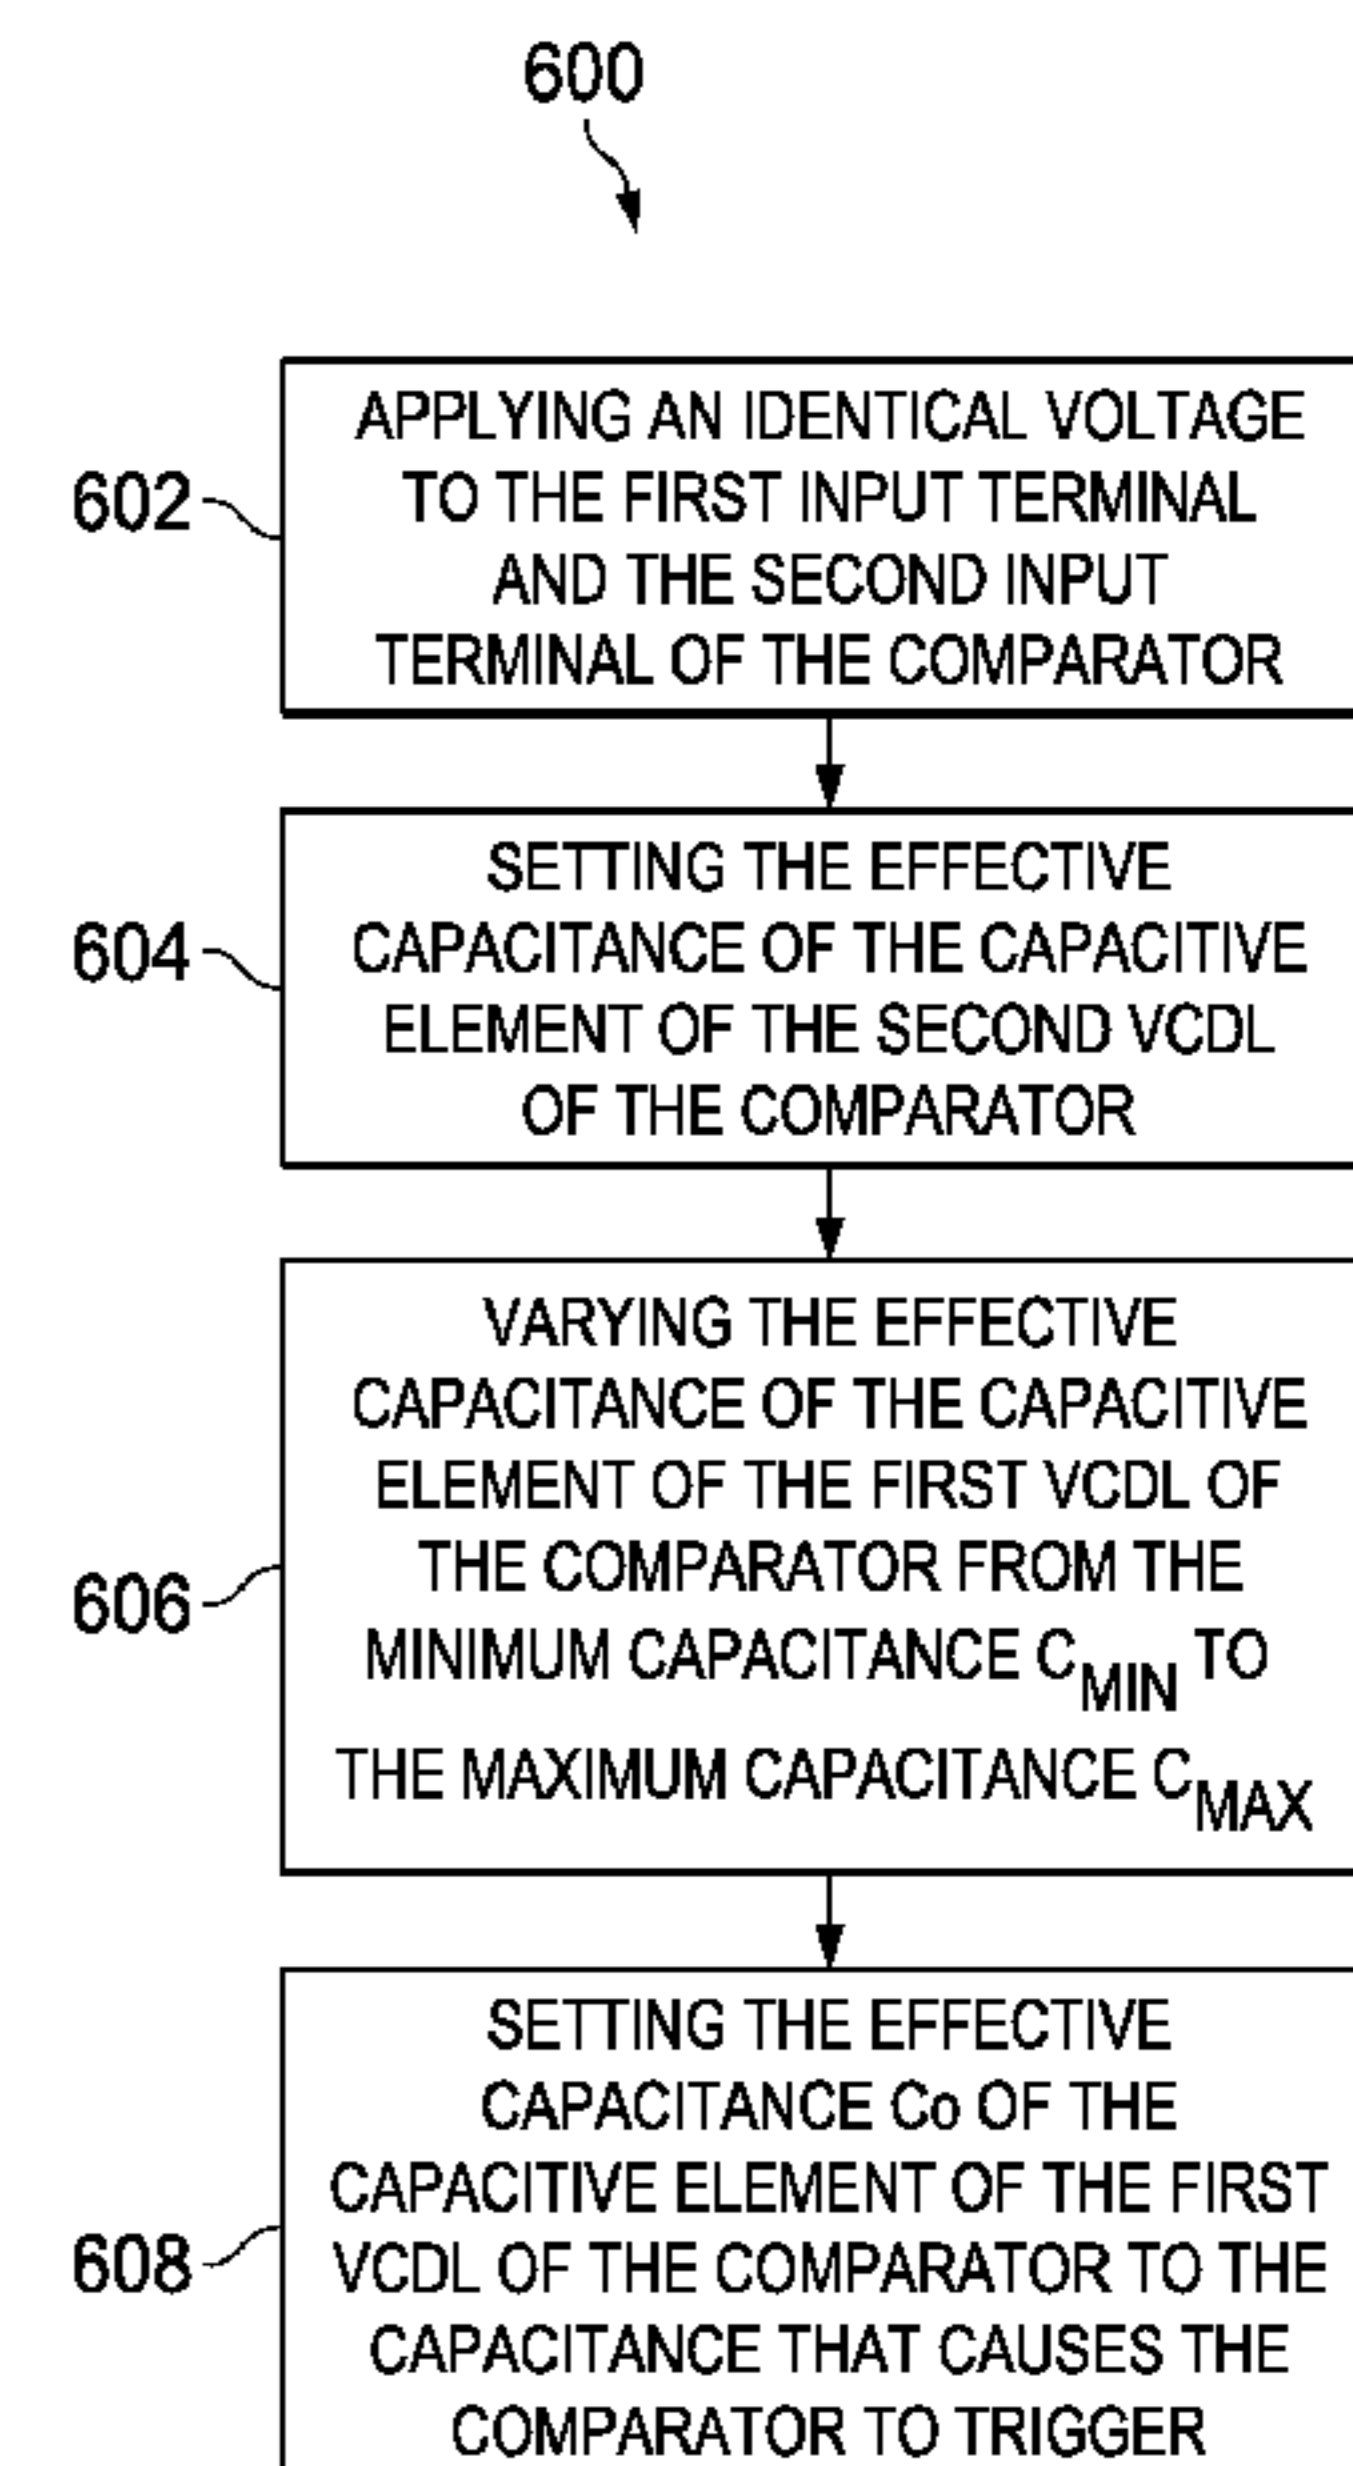 600
602
APPLYING AN IDENTICAL VOLTAGE
TO THE FIRST INPUT TERMINAL
AND THE SECOND INPUT
TERMINAL OF THE COMPARATOR
604
SETTING THE EFFECTIVE
CAPACITANCE OF THE CAPACITIVE
ELEMENT OF THE SECOND VCDL
OF THE COMPARATOR
606
VARYING THE EFFECTIVE
CAPACITANCE OF THE CAPACITIVE
ELEMENT OF THE FIRST VCDL OF
THE COMPARATOR FROM THE
MINIMUM CAPACITANCE CMIN TO
THE MAXIMUM CAPACITANCE CMAX
608
SETTING THE EFFECTIVE
CAPACITANCE Co OF THE
CAPACITIVE ELEMENT OF THE FIRST
VCDL OF THE COMPARATOR TO THE
CAPACITANCE THAT CAUSES THE
COMPARATOR TO TRIGGER